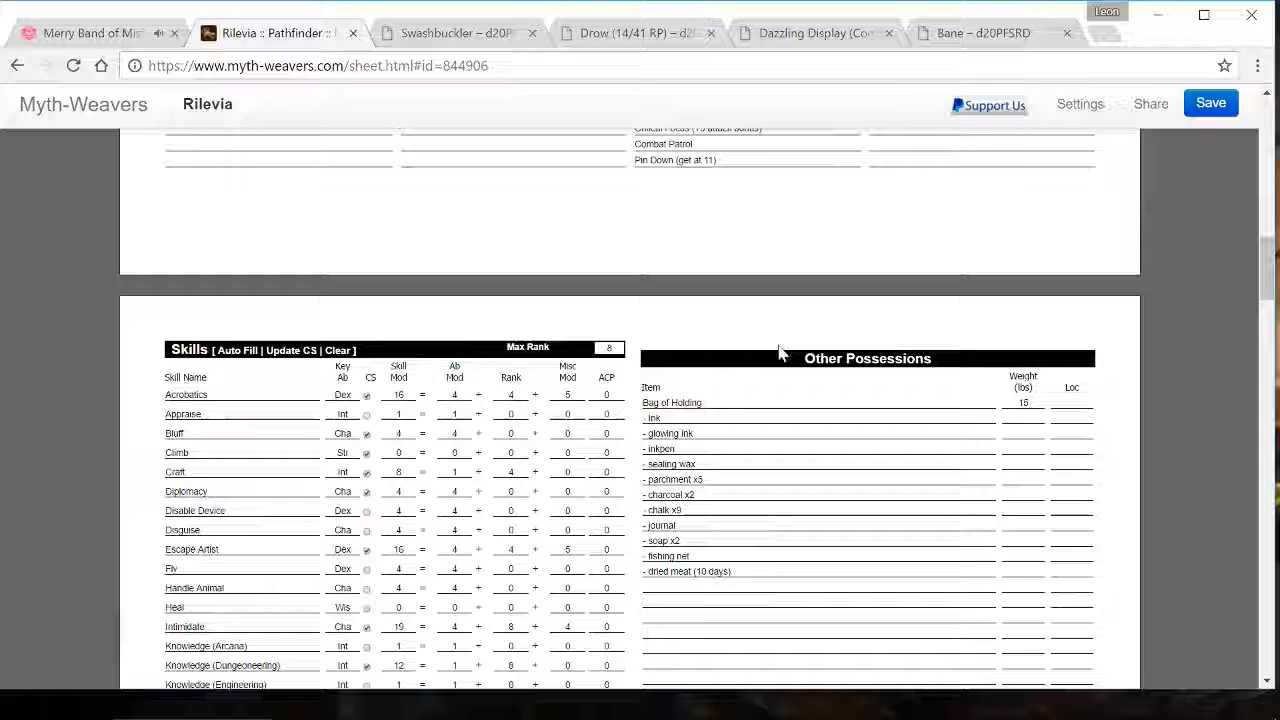 Leon
Merry Band of Mi
Rilevia :: Pathfinder :: 
Swashbuckler – d20P
Drow (14/41 RP) – d2
Dazzling Display (Co
Bane – d20PFSRD
https://www.myth-weavers.com/sheet.html#id=844906
Myth-Weavers Rilevia Support Us Settings Share Save
Combat Patrol
Pin Down (get at 11)
Skills [ Auto Fill | Update CS | Clear ] Max Rank 8
Skill Name Key Ab CS Skill Mod Ab Mod Rank Misc Mod ACP
Acrobatics Dex 16 = 4 + 4 + 5 0
Appraise Int 1 = 1 + 0 + 0 0
Bluff Cha 4 = 4 + 0 + 0 0
Climb Str 0 = 0 + 0 + 0 0
Craft Int 8 = 1 + 4 + 0 0
Diplomacy Cha 4 = 4 + 0 + 0 0
Disable Device Dex 4 = 4 + 0 + 0 0
Disguise Cha 4 = 4 + 0 + 0 0
Escape Artist Dex 16 = 4 + 4 + 5 0
Fly Dex 4 = 4 + 0 + 0 0
Handle Animal Cha 4 = 4 + 0 + 0 0
Heal Wis 0 = 0 + 0 + 0 0
Intimidate Cha 19 = 4 + 8 + 4 0
Knowledge (Arcana) Int 1 = 1 + 0 + 0 0
Knowledge (Dungeoneering) Int 12 = 1 + 8 + 0 0
Knowledge (Engineering) Int 1 = 1 + 0 + 0 0
Other Possessions
Item Weight (lbs) Loc
Bag of Holding 15
- ink
- glowing ink
- inkpen
- sealing wax
- parchment x5
- charcoal x2
- chalk x9
- journal
- soap x2
- fishing net
- dried meat (10 days)